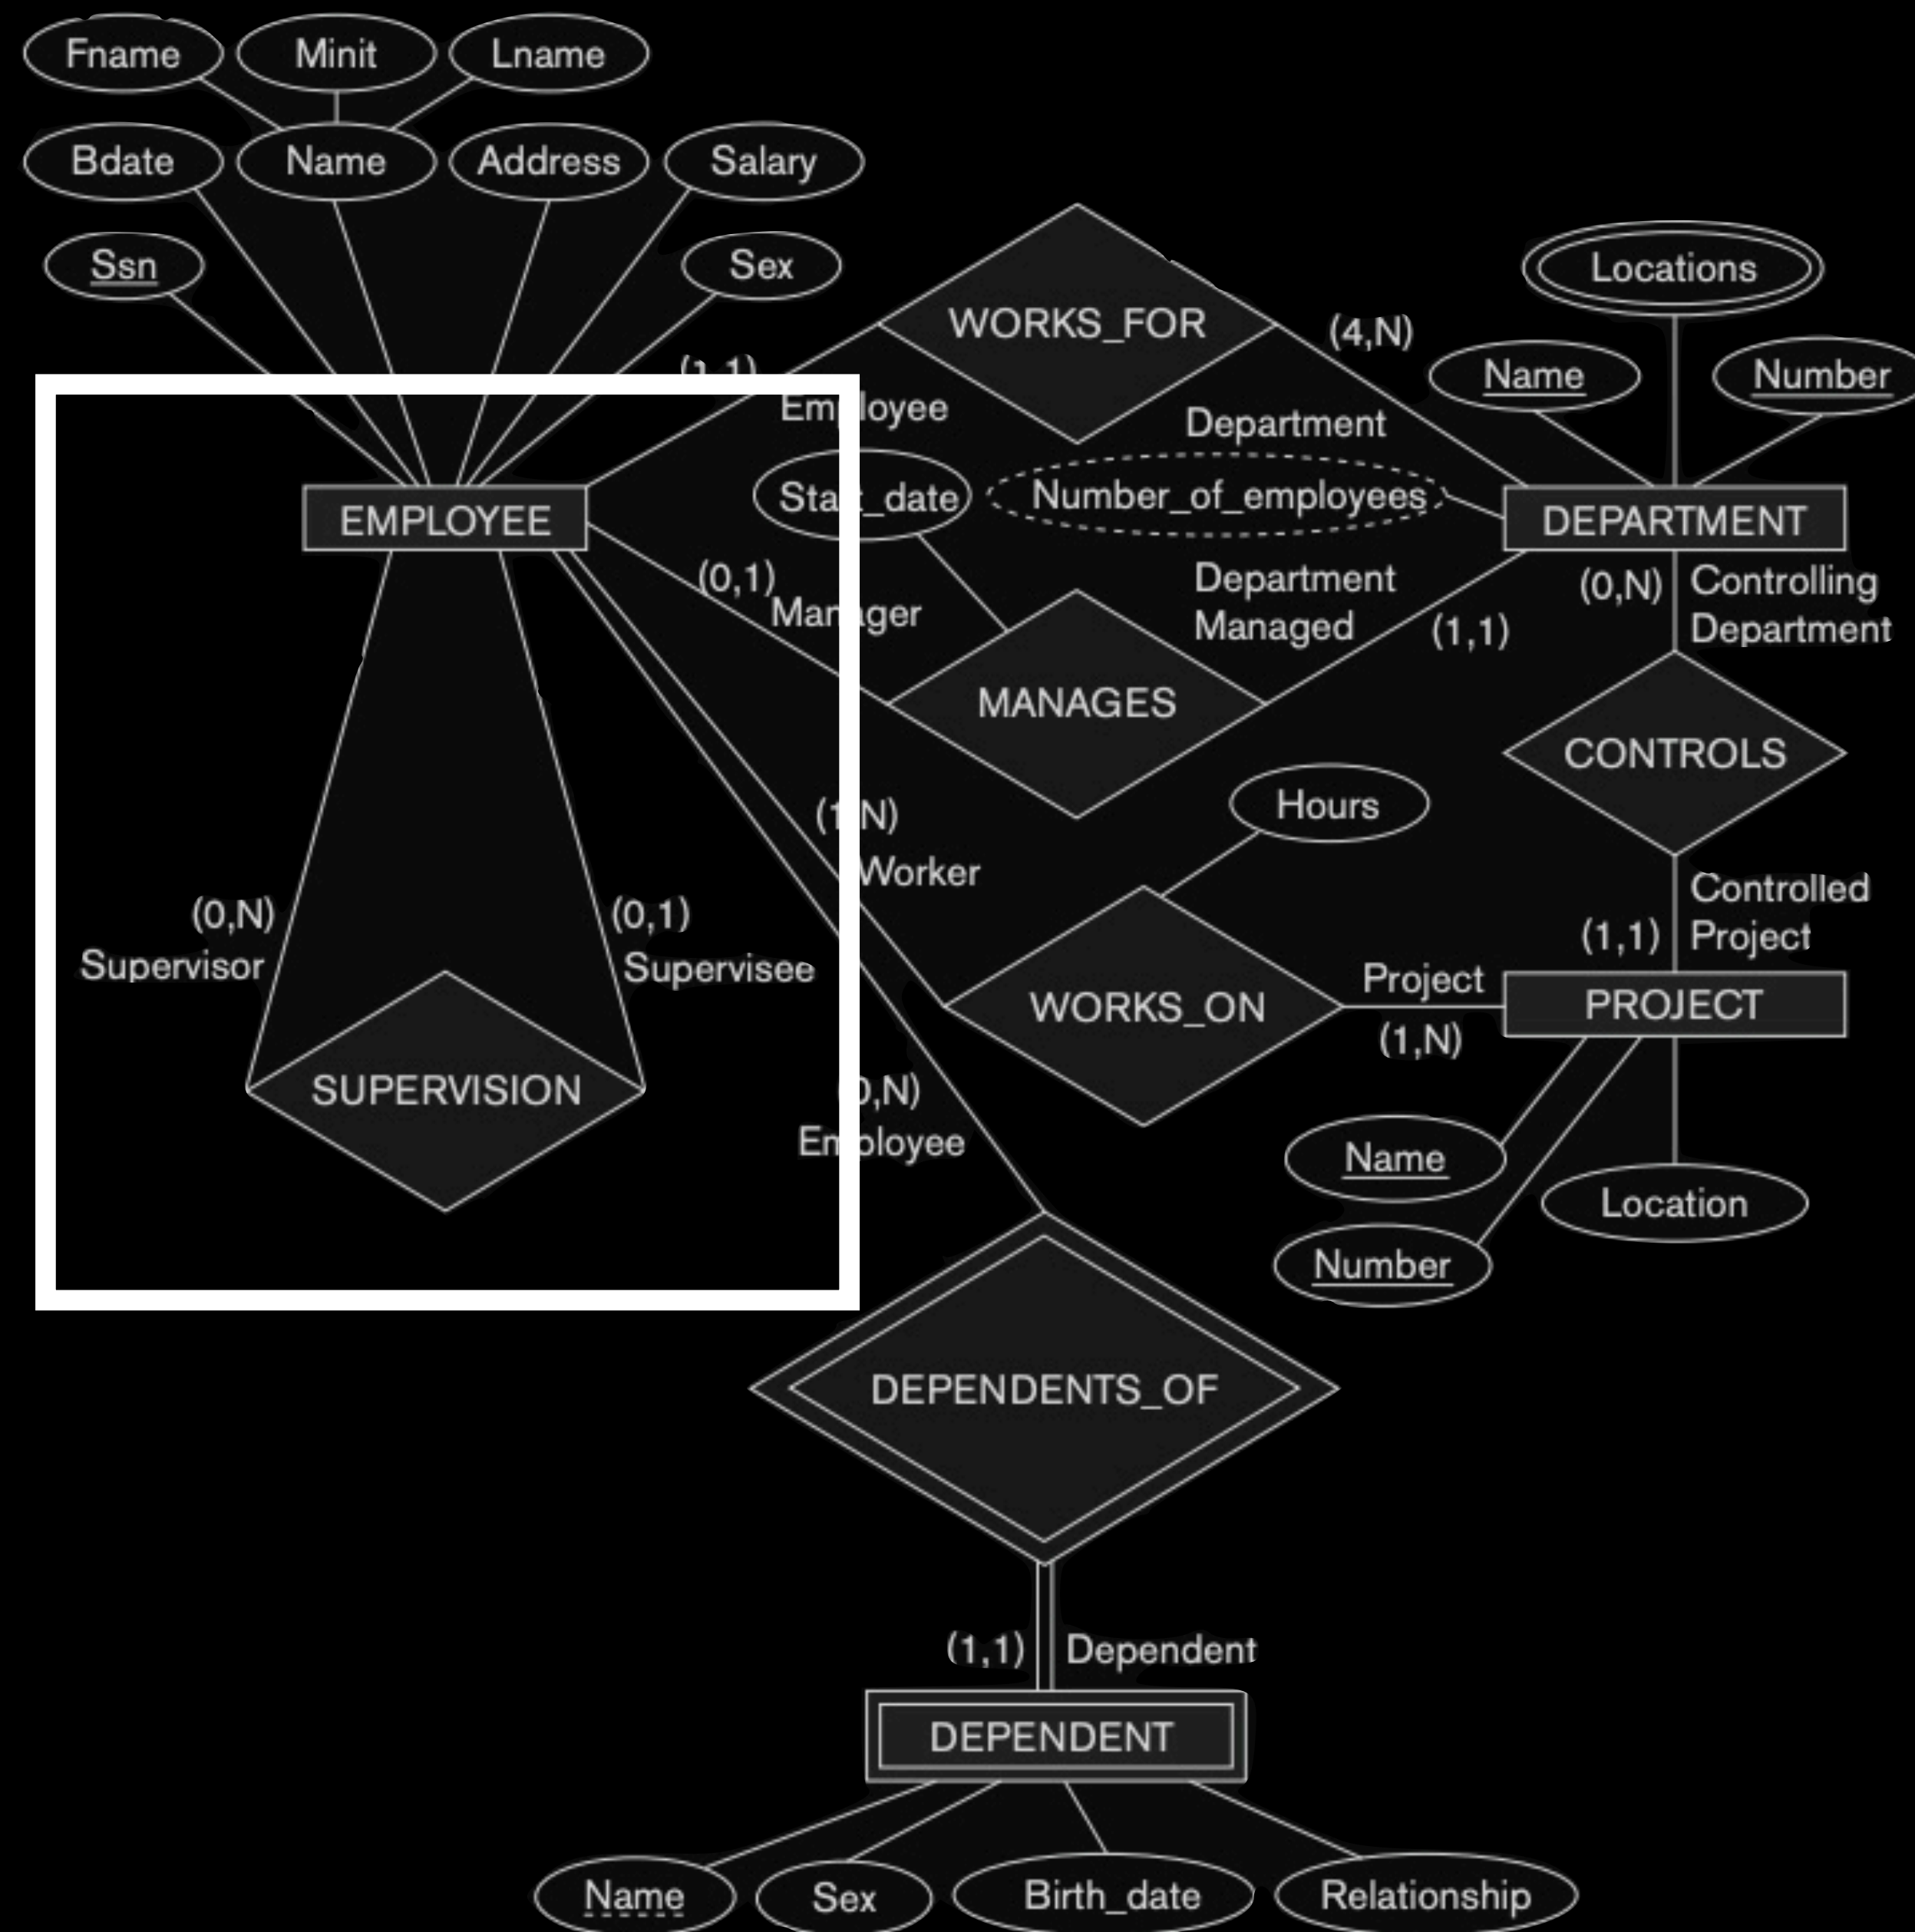 Fname Minit Lname
Bdate Name Address Salary
Ssn Sex
WORKS_FOR
(4,N)
Locations
Name Number
Department
Number_of_employees
EMPLOYEE
DEPARTMENT
(0,1)
Department
Managed
(1,1)
(0,N) Controlling
Department
MANAGES
CONTROLS
Hours
Worker
(0,N)
Supervisor
(0,1)
Supervisee
Controlled
(1,1) Project
WORKS_ON
Project
(1,N)
PROJECT
SUPERVISION
Name
Location
Number
DEPENDENTS_OF
(1,1) Dependent
DEPENDENT
Name Sex Birth_date Relationship